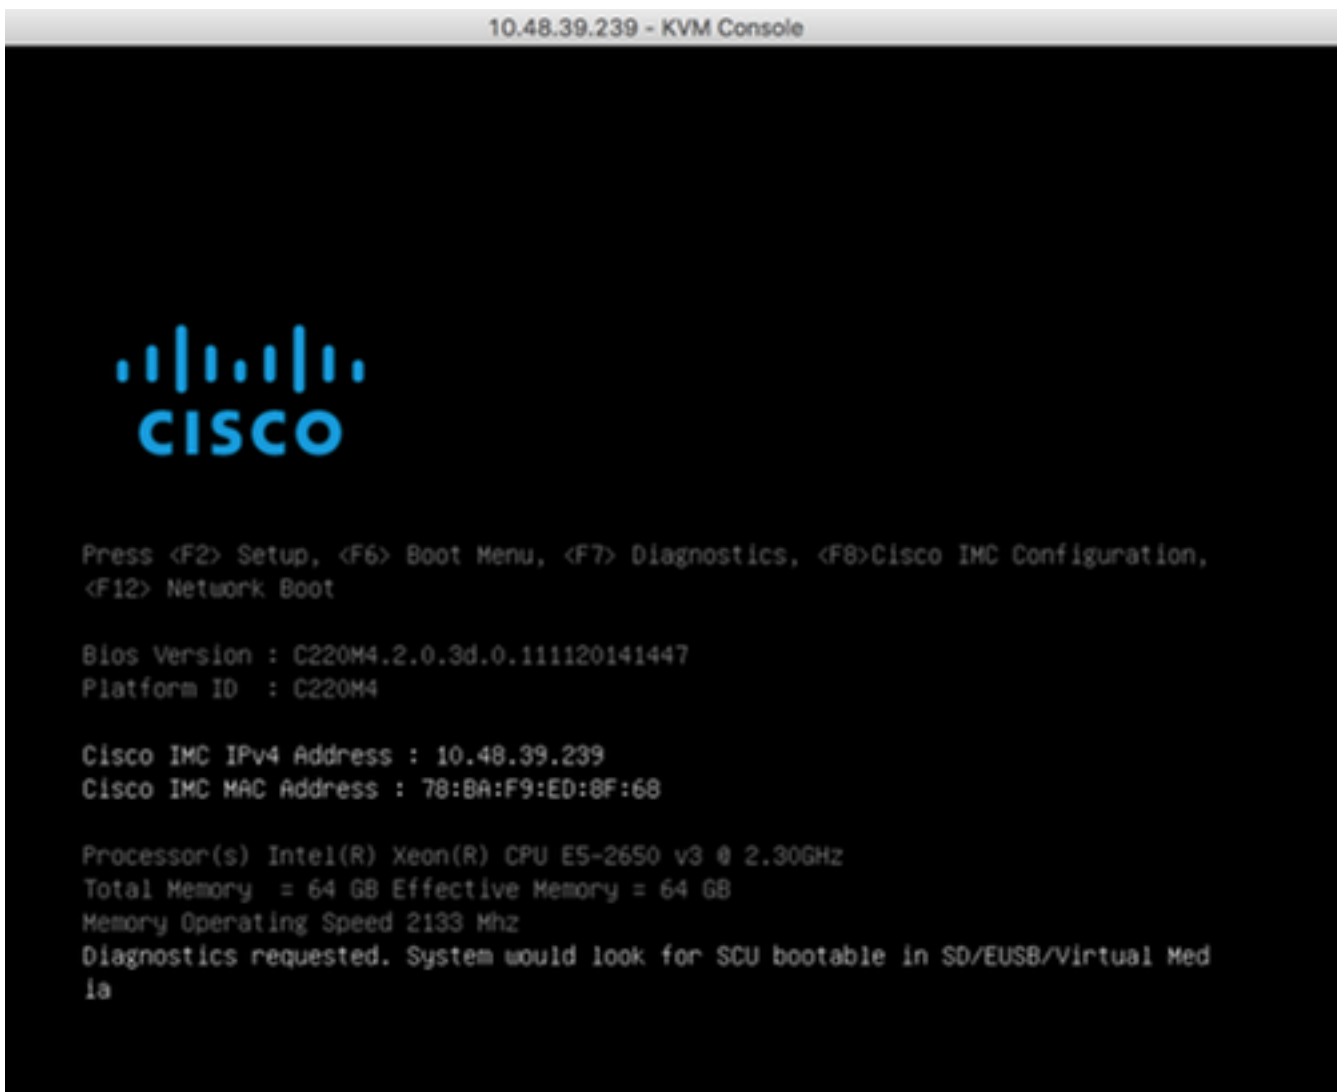 10.48.39.239 - KVM Console
CISCO
Press <F2> Setup, <F6> Boot Menu, <F7> Diagnostics, <F8>Cisco IMC Configuration,
<F12> Network Boot
Bios Version : C220M4.2.0.3d.0.111120141447
Platform ID  : C220M4
Cisco IMC IPv4 Address : 10.48.39.239
Cisco IMC MAC Address : 78:BA:F9:ED:8F:68
Processor(s) Intel(R) Xeon(R) CPU E5-2650 v3 @ 2.30GHz
Total Memory  = 64 GB Effective Memory = 64 GB
Memory Operating Speed 2133 Mhz
Diagnostics requested. System would look for SCU bootable in SD/EUSB/Virtual Med
ia